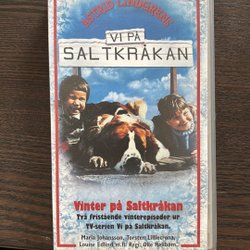 ASTRID LINDGRENS
VI PÅ
SALTKRÅKAN
Vinter på Saltkråkan
Två fristående vinterepisoder ur
TV-serien Vi på Saltkråkan.
Maria Johansson, Torsten Lilliecrona,
Louise Edlind m.fl. Regi: Olle Hellbom.